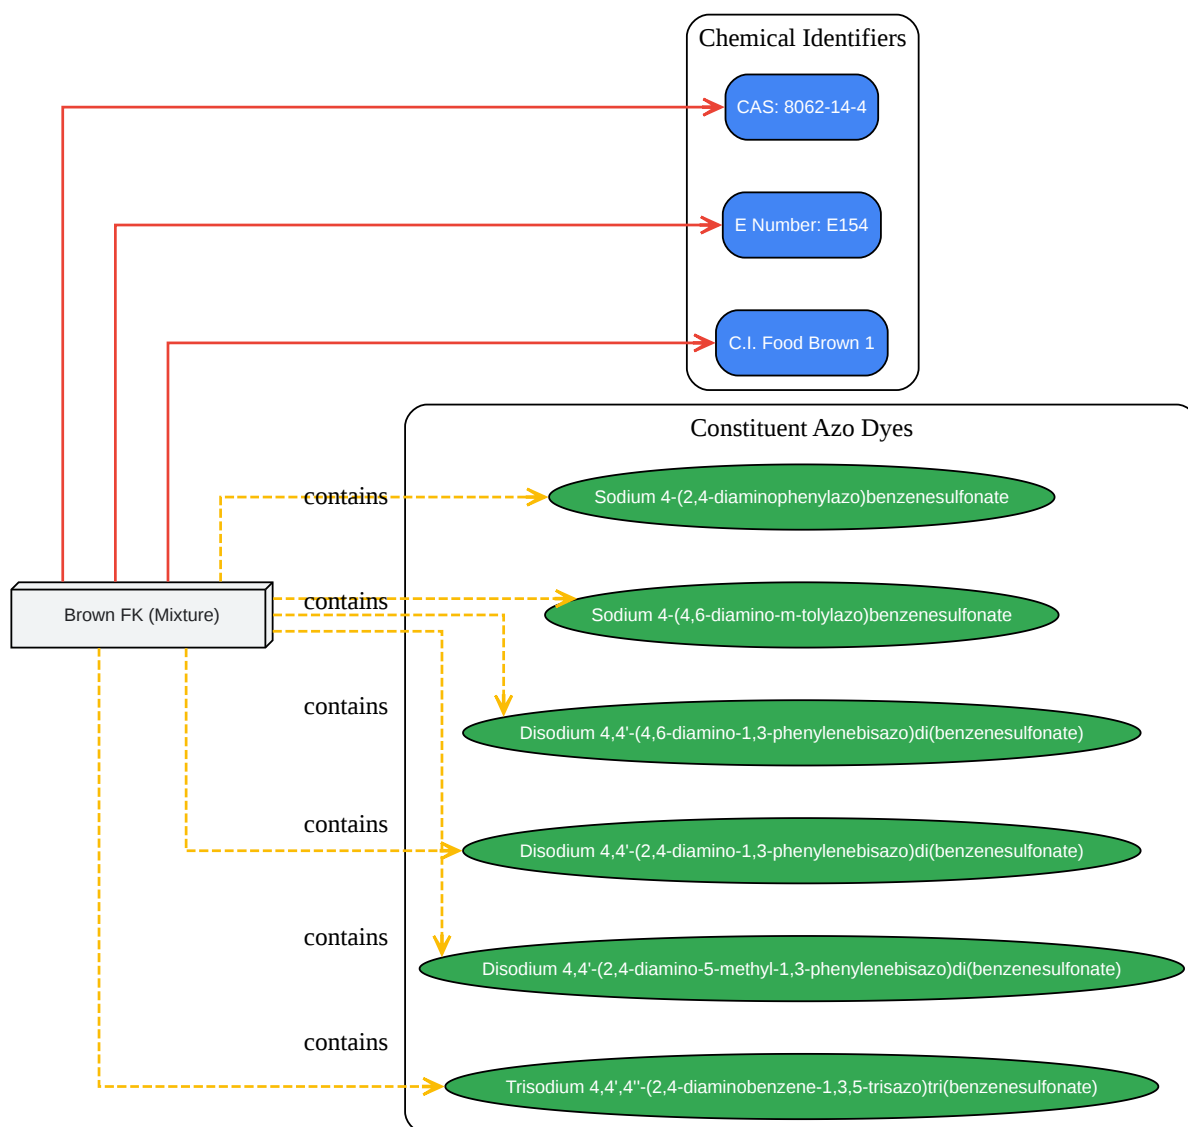 Chemical Identifiers
CAS: 8062-14-4
E Number: E154
C.I. Food Brown 1
Constituent Azo Dyes
contains
Sodium 4-(2,4-diaminophenylazo)benzenesulfonate
Brown FK (Mixture)
contains
Sodium 4-(4,6-diamino-m-tolylazo)benzenesulfonate
contains
Disodium 4,4'-(4,6-diamino-1,3-phenylenebisazo)di(benzenesulfonate)
contains
Disodium 4,4'-(2,4-diamino-1,3-phenylenebisazo)di(benzenesulfonate)
contains
Disodium 4,4'-(2,4-diamino-5-methyl-1,3-phenylenebisazo)di(benzenesulfonate)
contains
Trisodium 4,4',4''-(2,4-diaminobenzene-1,3,5-trisazo)tri(benzenesulfonate)